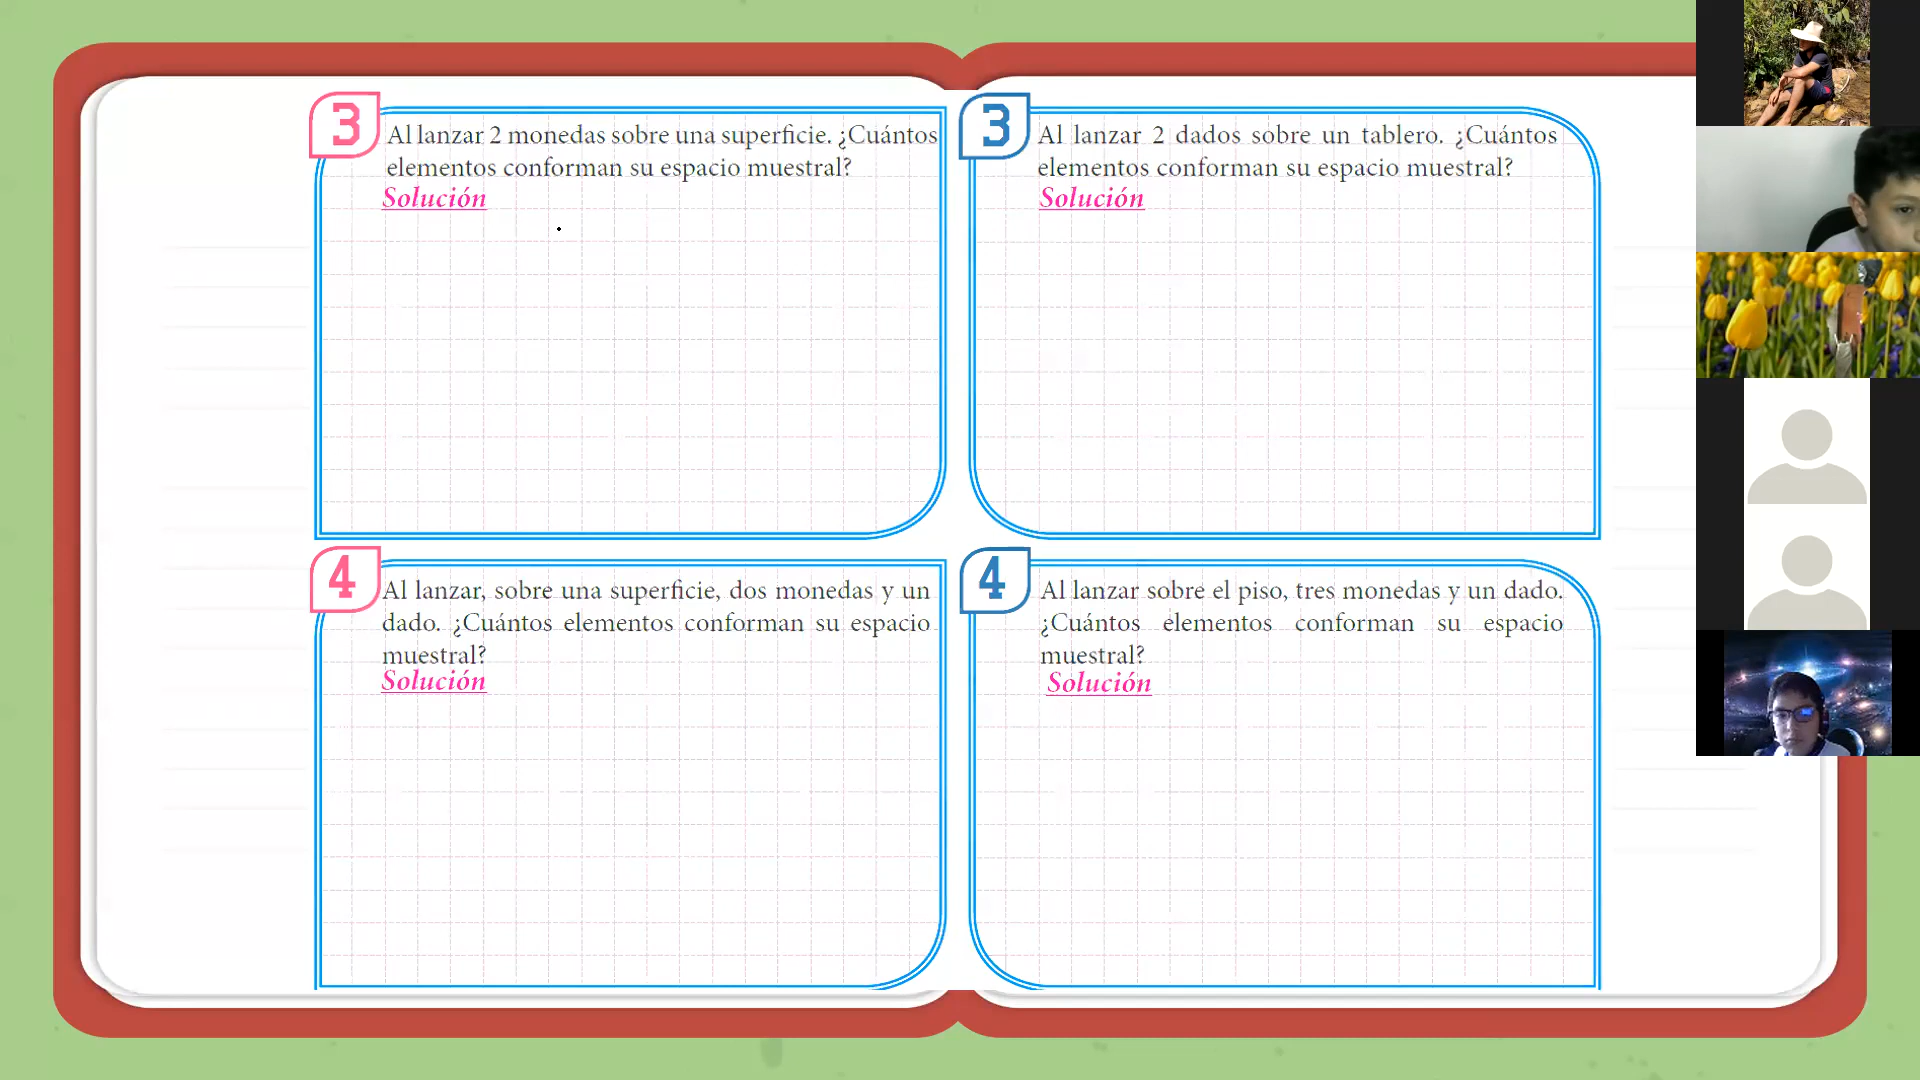 3
Al lanzar 2 monedas sobre una superficie. ¿Cuántos
elementos conforman su espacio muestral?
Solución
3
Al lanzar 2 dados sobre un tablero. ¿Cuántos
elementos conforman su espacio muestral?
Solución
4
Al lanzar, sobre una superficie, dos monedas y un
dado. ¿Cuántos elementos conforman su espacio
muestral?
Solución
4
Al lanzar sobre el piso, tres monedas y un dado.
¿Cuántos elementos conforman su espacio
muestral?
Solución